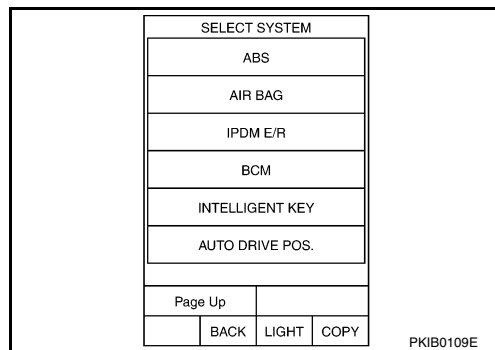 SELECT SYSTEM
ABS
AIR BAG
IPDM E/R
BCM
INTELLIGENT KEY
AUTO DRIVE POS.
Page Up
BACK LIGHT COPY
PKIB0109E